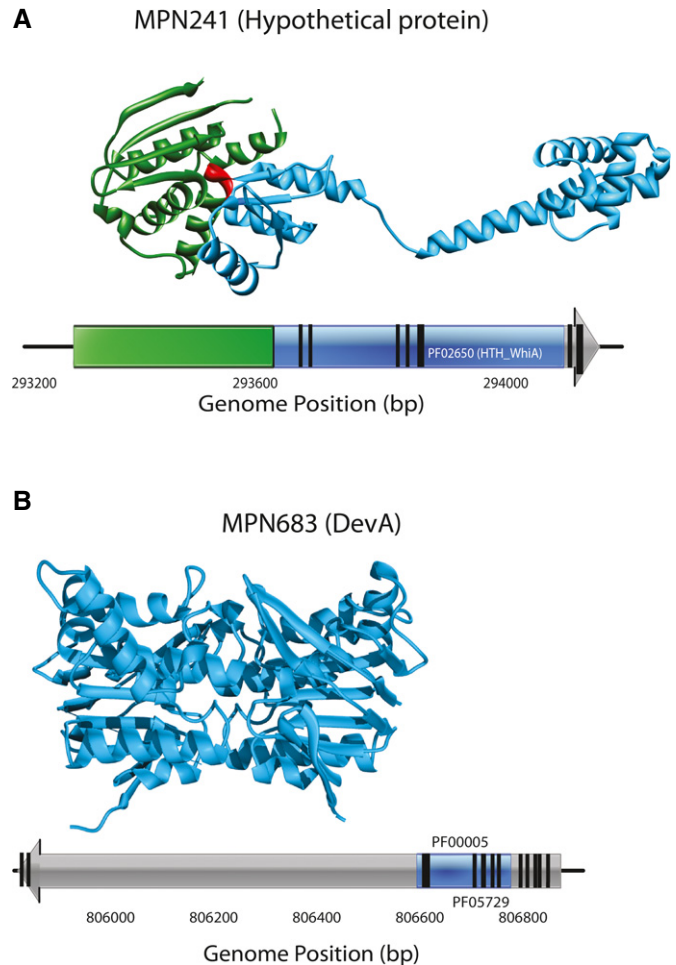 A
MPN241 (Hypothetical protein)
PF02650 (HTH_WhiA)
293200 293600 294000
Genome Position (bp)
B
MPN683 (DevA)
PF00005
PF05729
806000 806200 806400 806600 806800
Genome Position (bp)